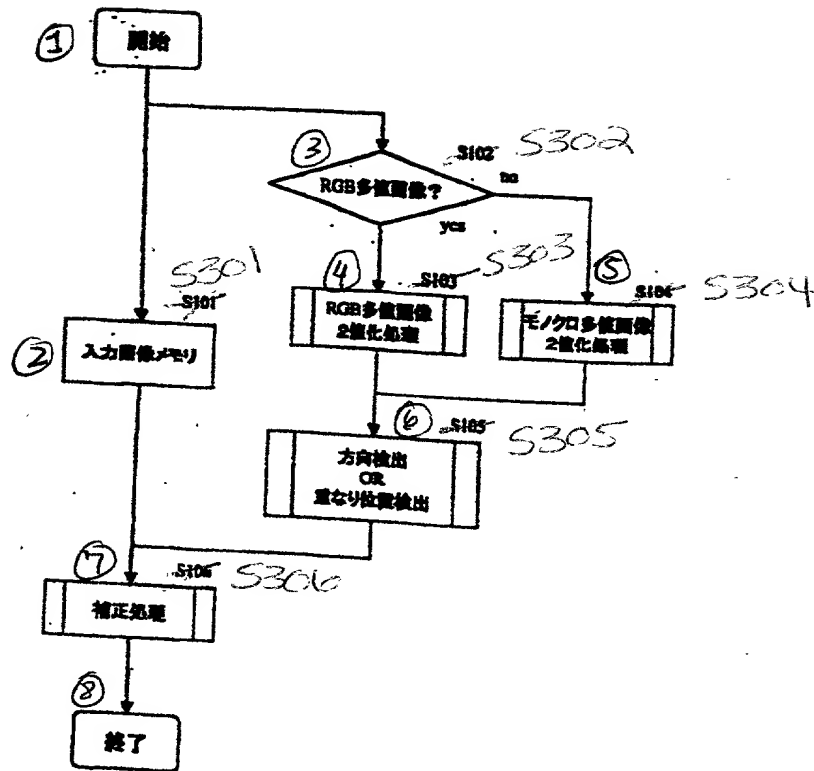 ① 開始
③ S102 S302
RGB多値画像?
no
yes
S301
S101
② 入力画像メモリ
④ S103 S303
RGB多値画像
2値化処理
⑤ S104 S304
モノクロ多値画像
2値化処理
⑥ S105 S305
方向検出
OR
重なり位置検出
⑦ S106 S306
補正処理
⑧
終了